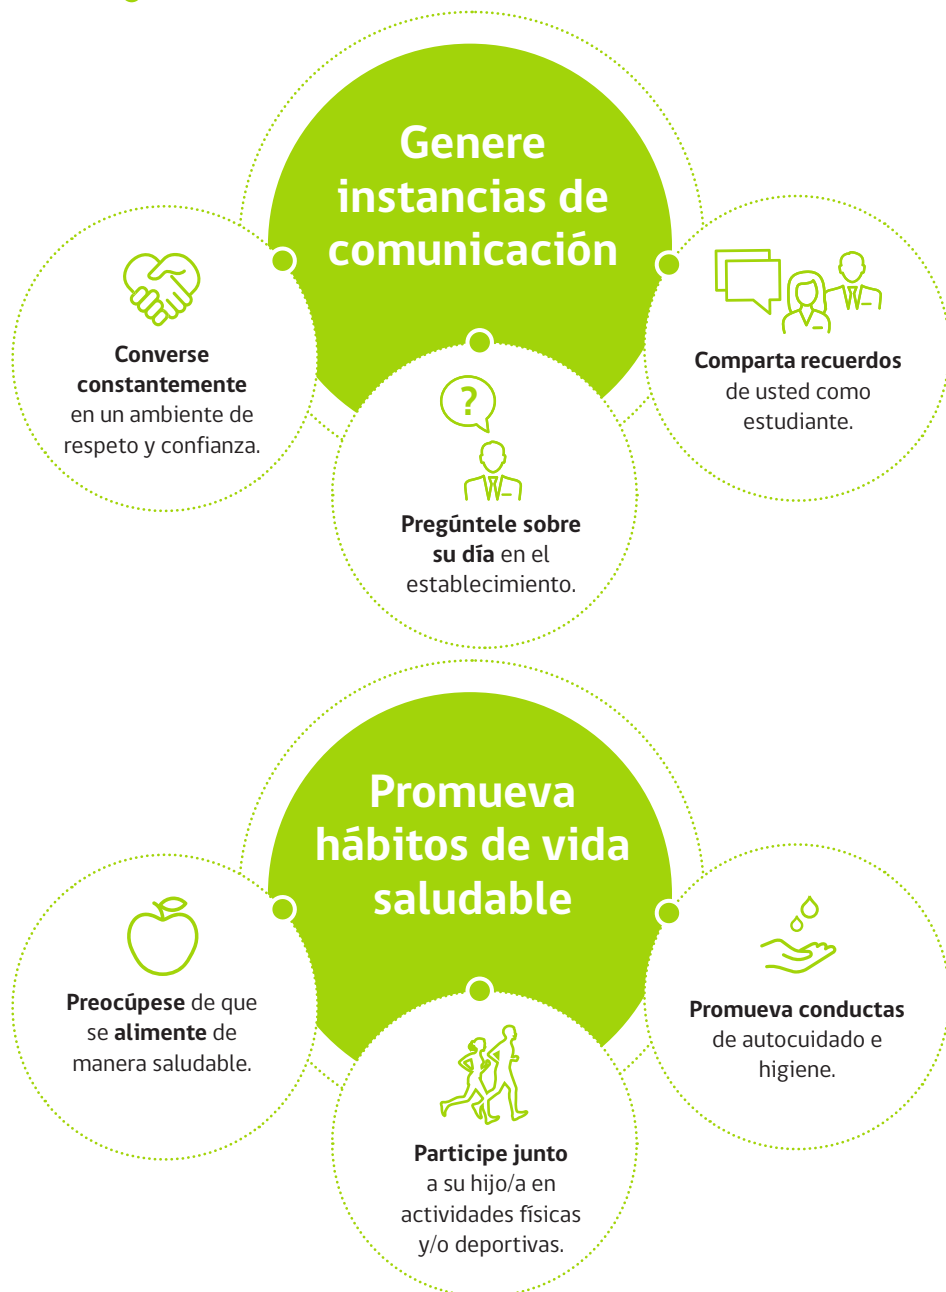 Genere
instancias de
comunicación
Converse
constantemente
en un ambiente de
respeto y confianza.
?
Pregúntele sobre
su día en el
establecimiento.
Comparta recuerdos
de usted como
estudiante.
Promueva
hábitos de vida
saludable
Preocúpese de que
se alimente de
manera saludable.
Participe junto
a su hijo/a en
actividades físicas
y/o deportivas.
Promueva conductas
de autocuidado e
higiene.